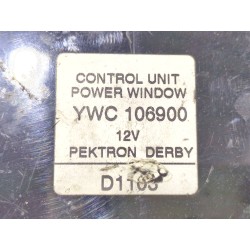 CONTROL UNIT
POWER WINDOW
YWC 106900
12V
PEKTRON DERBY
D1103